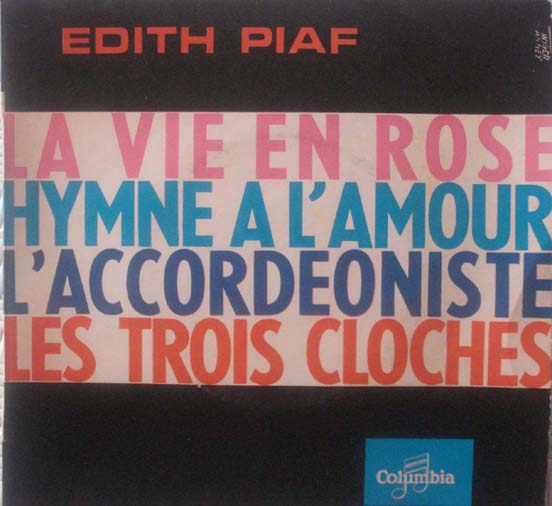 EDITH PIAF
LA VIE EN ROSE
HYMNE A L'AMOUR
L'ACCORDEONISTE
LES TROIS CLOCHES
Columbia